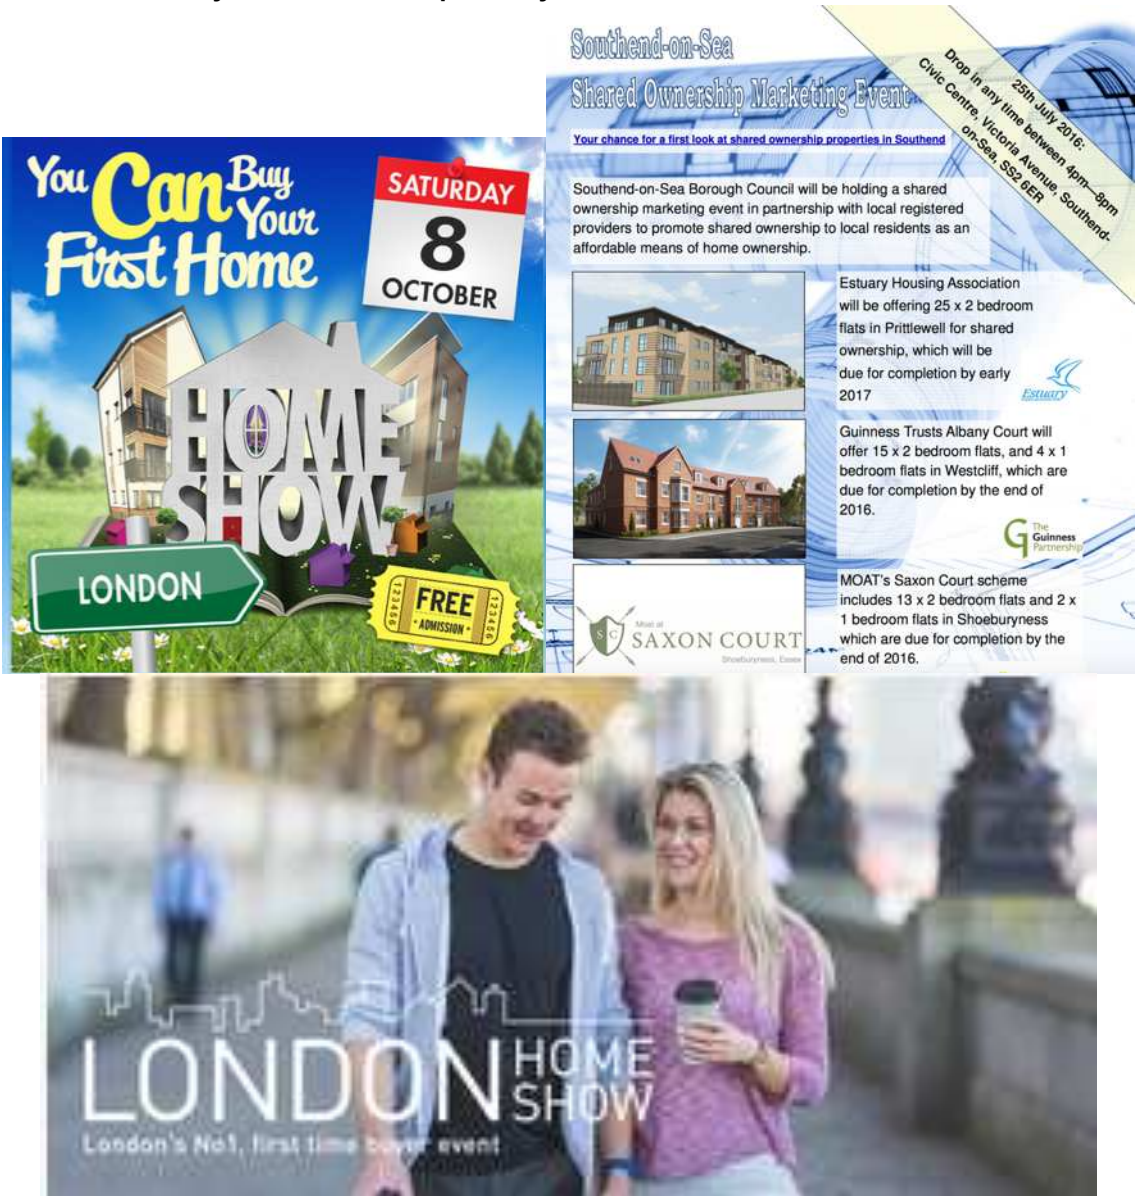 You Can Buy
Your
First Home
SATURDAY
8
OCTOBER
HOME
SHOW
LONDON
123456
FREE
ADMISSION
123456
Southend-on-Sea
Shared Ownership Marketing Event
25th July 2016:
Drop in any time between 4pm—8pm
Civic Centre, Victoria Avenue, Southend-
on-Sea, SS2 6ER
Your chance for a first look at shared ownership properties in Southend
Southend-on-Sea Borough Council will be holding a shared
ownership marketing event in partnership with local registered
providers to promote shared ownership to local residents as an
affordable means of home ownership.
Estuary Housing Association
will be offering 25 x 2 bedroom
flats in Prittlewell for shared
ownership, which will be
due for completion by early
2017
Estuary
Guinness Trusts Albany Court will
offer 15 x 2 bedroom flats, and 4 x 1
bedroom flats in Westcliff, which are
due for completion by the end of
2016.
The
Guinness
Partnership
Moat at
S C
SAXON COURT
Shoeburyness, Essex
MOAT's Saxon Court scheme
includes 13 x 2 bedroom flats and 2 x
1 bedroom flats in Shoeburyness
which are due for completion by the
end of 2016.
LONDON HOME
SHOW
London's No1, first time buyer event